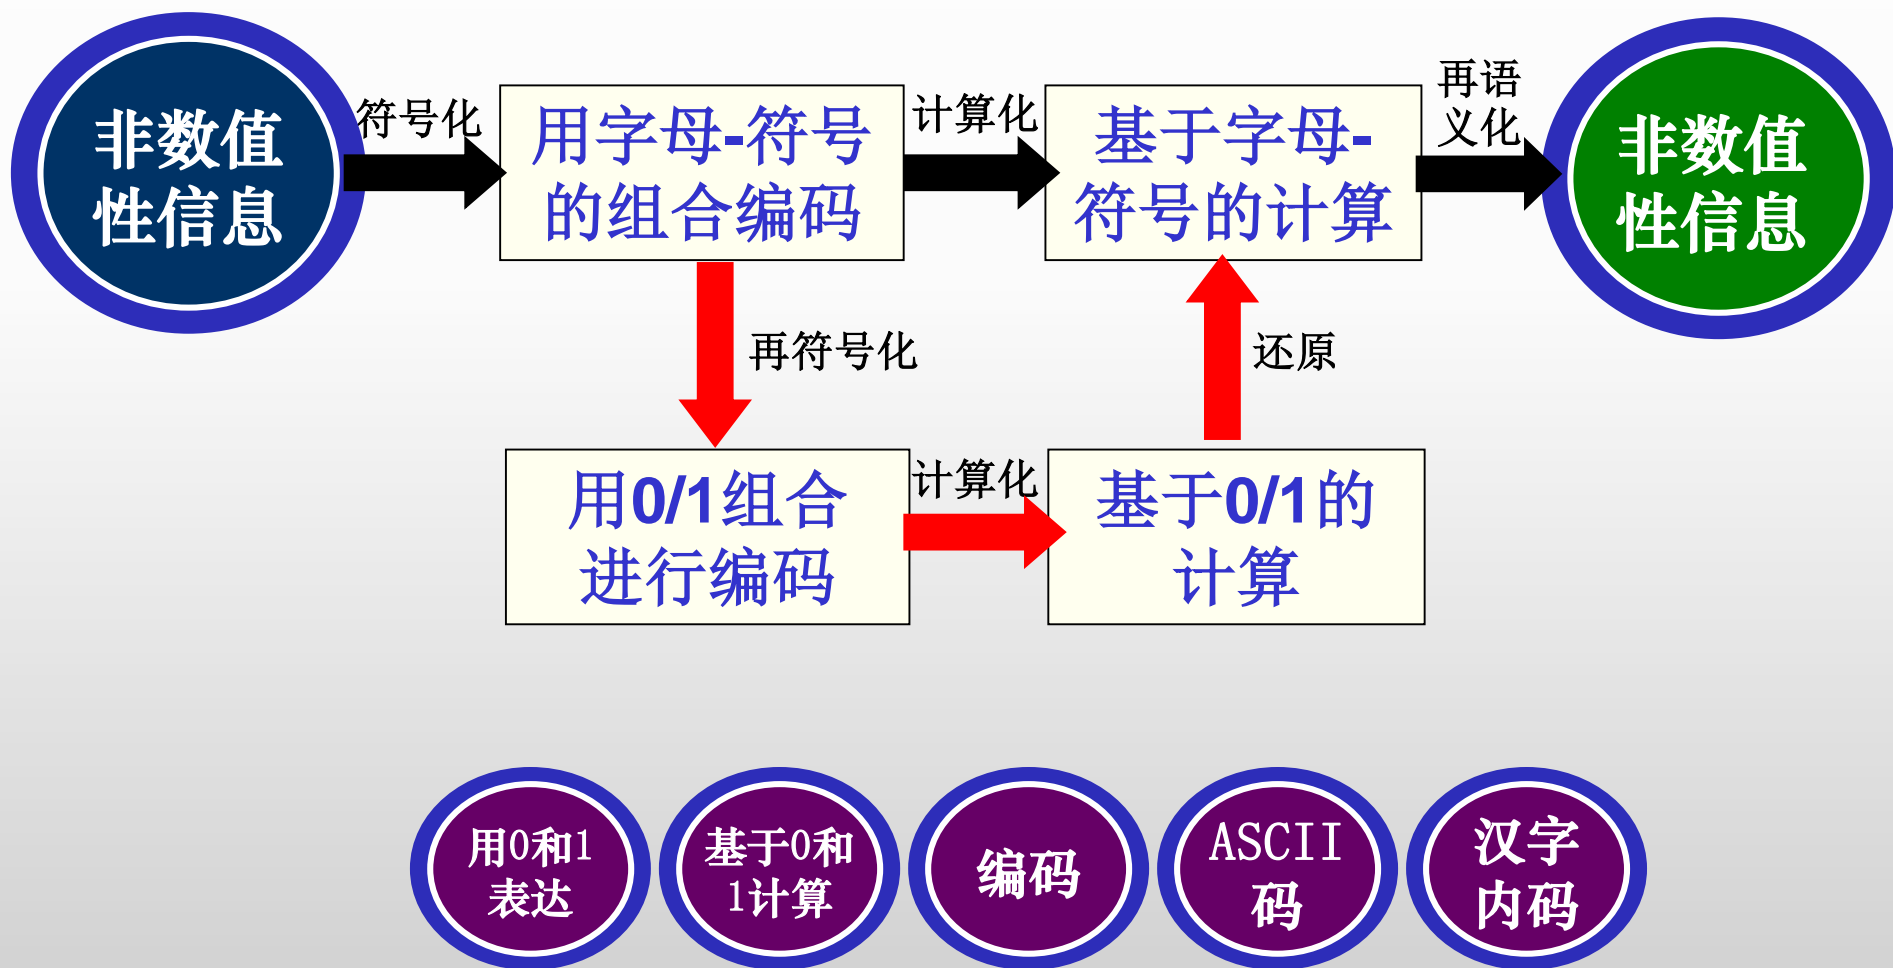 非数值
性信息
符号化
用字母-符号
的组合编码
计算化
基于字母-
符号的计算
再语
义化
非数值
性信息
再符号化
还原
用0/1组合
进行编码
计算化
基于0/1的
计算
用0和1
表达
基于0和
1计算
编码
ASCII
码
汉字
内码